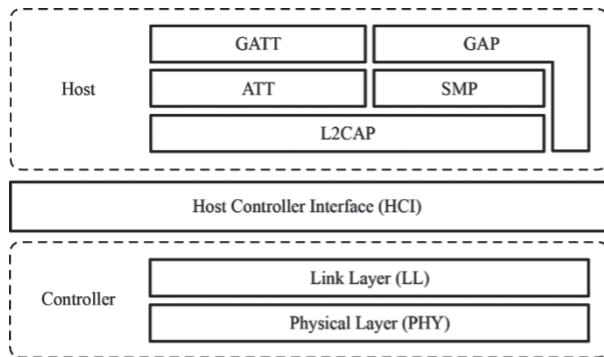 GATT GAP
Host ATT SMP
L2CAP
Host Controller Interface (HCI)
Link Layer (LL)
Controller
Physical Layer (PHY)